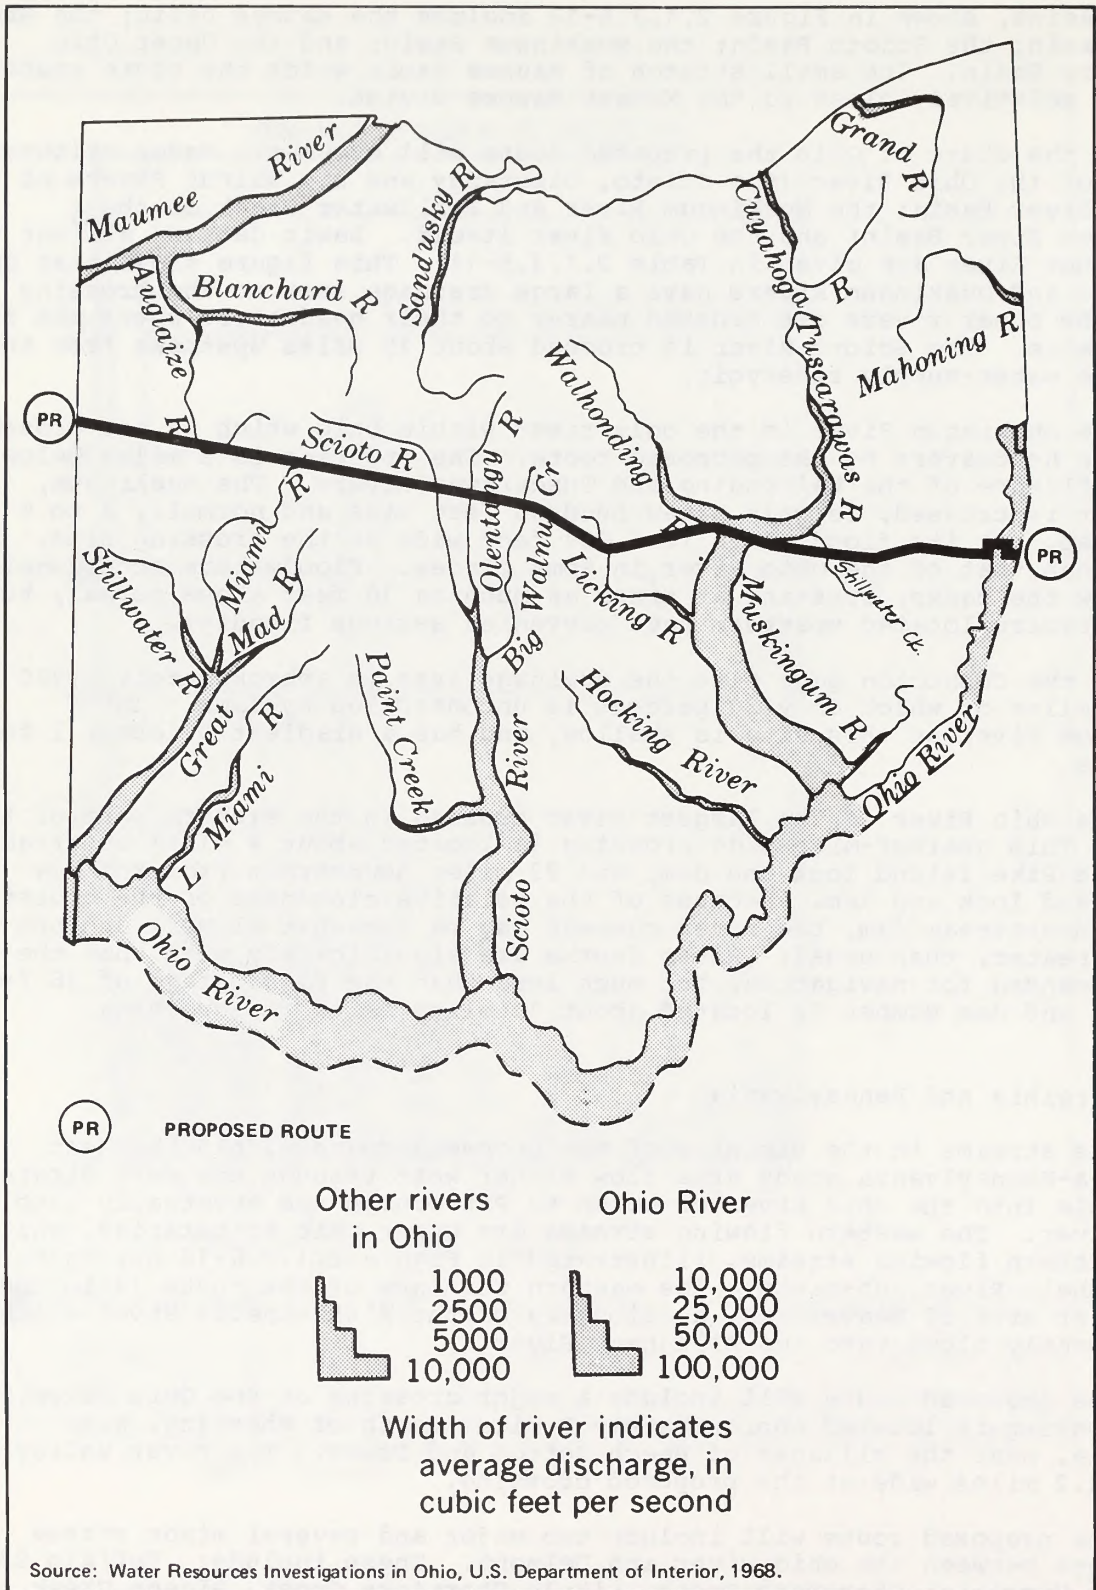 Maumee River
Auglaize R
Blanchard R
Sandusky R
Cuyahoga R
Grand R
Mahoning R
Tuscarawas R
Walhonding R
PR
Scioto R
Olentangy R
Big Walnut Cr
PR
Stillwater R
Great Miami R
Mad R
Licking R
Muskingum R
Stillwater Ck.
Hocking River
Paint Creek
L Miami R
Scioto River
Ohio River
Ohio River
PR PROPOSED ROUTE
Other rivers
in Ohio
1000
2500
5000
10,000
Ohio River
10,000
25,000
50,000
100,000
Width of river indicates
average discharge, in
cubic feet per second
Source: Water Resources Investigations in Ohio, U.S. Department of Interior, 1968.